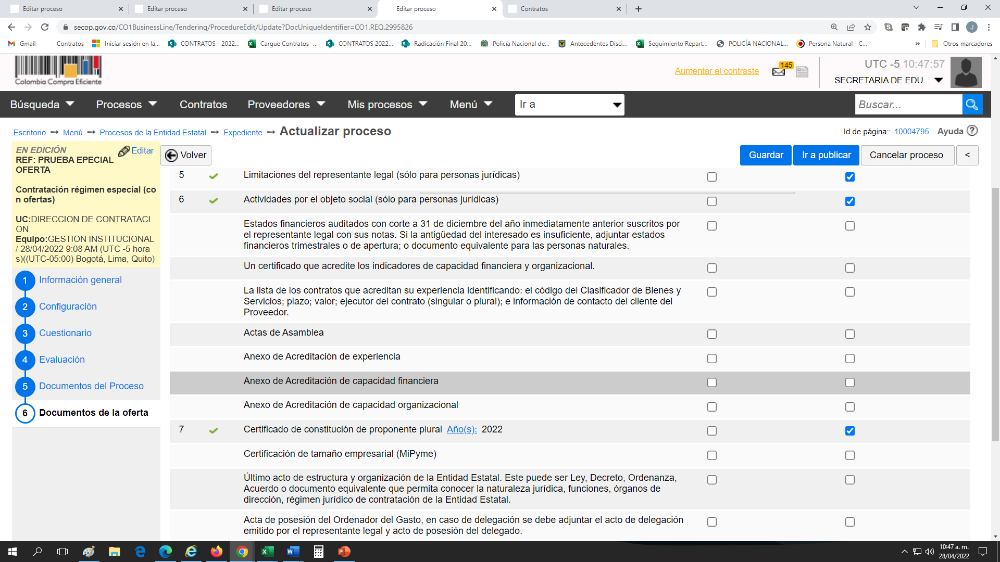 Editar proceso
Editar proceso
Editar proceso
Editar proceso
Contratos
secop.gov.co/CO1BusinessLine/Tendering/ProcedureEdit/Update?DocUniqueIdentifier=CO1.REQ.2995826
J
Gmail
Contratos
Iniciar sesión en la...
CONTRATOS - 2022...
Cargue Contratos -...
CONTRATOS 2022...
Radicación Final 20...
Policía Nacional de...
Antecedentes Disci...
Seguimiento Repart...
POLICÍA NACIONAL...
Persona Natural - C...
»
Otros marcadores
Colombia Compra Eficiente
Aumentar el contraste
145
UTC -5 10:47:57
SECRETARIA DE EDU...
Búsqueda
Procesos
Contratos
Proveedores
Mis procesos
Menú
Ir a
Buscar...
Escritorio → Menú → Procesos de la Entidad Estatal → Expediente → Actualizar proceso
Id de página:: 10004795
Ayuda ?
EN EDICIÓN
Editar
REF: PRUEBA EPECIAL
OFERTA
Contratación régimen especial (co
n ofertas)
UC:DIRECCION DE CONTRATACI
ON
Equipo:GESTION INSTITUCIONAL
/ 28/04/2022 9:08 AM (UTC -5 hora
s)((UTC-05:00) Bogotá, Lima, Quito)
1 Información general
2 Configuración
3 Cuestionario
4 Evaluación
5 Documentos del Proceso
6 Documentos de la oferta
Volver
Guardar
Ir a publicar
Cancelar proceso
<
5 Limitaciones del representante legal (sólo para personas jurídicas)
6 Actividades por el objeto social (sólo para personas jurídicas)
Estados financieros auditados con corte a 31 de diciembre del año inmediatamente anterior suscritos por
el representante legal con sus notas. Si la antigüedad del interesado es insuficiente, adjuntar estados
financieros trimestrales o de apertura; o documento equivalente para las personas naturales.
Un certificado que acredite los indicadores de capacidad financiera y organizacional.
La lista de los contratos que acreditan su experiencia identificando: el código del Clasificador de Bienes y
Servicios; plazo; valor; ejecutor del contrato (singular o plural); e información de contacto del cliente del
Proveedor.
Actas de Asamblea
Anexo de Acreditación de experiencia
Anexo de Acreditación de capacidad financiera
Anexo de Acreditación de capacidad organizacional
7 Certificado de constitución de proponente plural Año(s): 2022
Certificación de tamaño empresarial (MiPyme)
Último acto de estructura y organización de la Entidad Estatal. Este puede ser Ley, Decreto, Ordenanza,
Acuerdo o documento equivalente que permita conocer la naturaleza jurídica, funciones, órganos de
dirección, régimen jurídico de contratación de la Entidad Estatal.
Acta de posesión del Ordenador del Gasto, en caso de delegación se debe adjuntar el acto de delegación
emitido por el representante legal y acto de posesión del delegado.
10:47 a. m.
28/04/2022